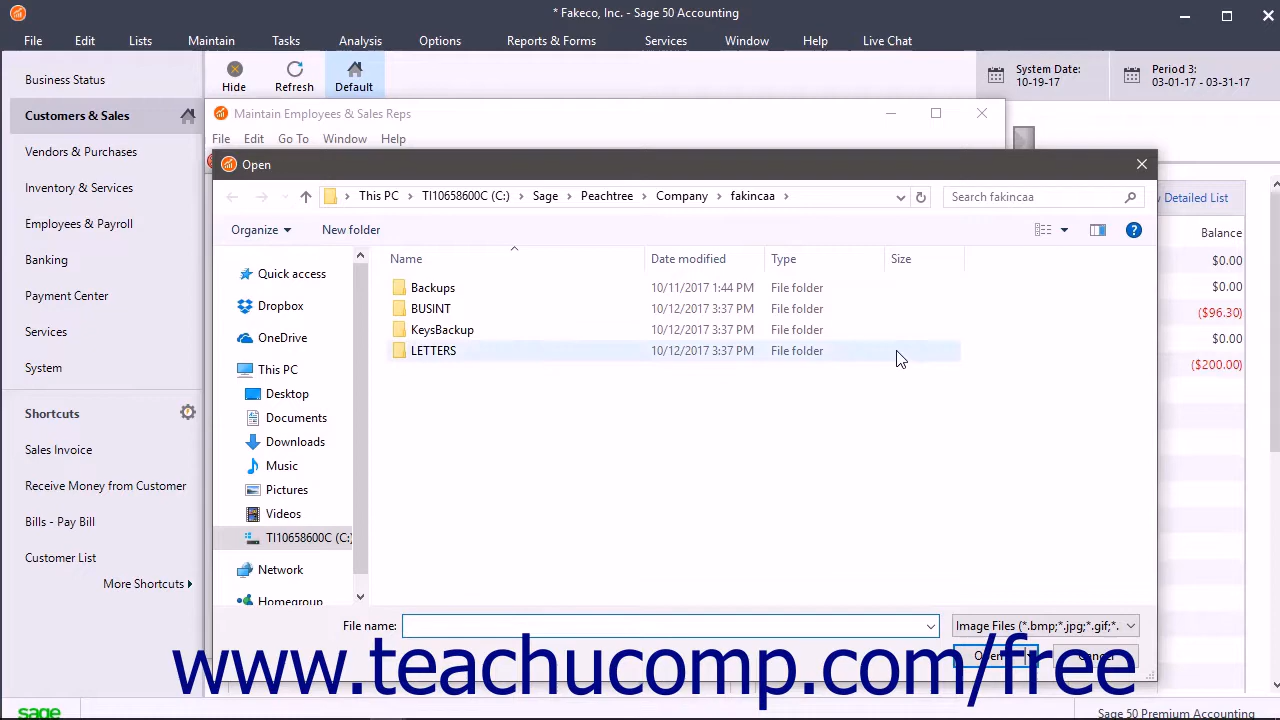 * Fakeco, Inc. - Sage 50 Accounting
File Edit Lists Maintain Tasks Analysis Options Reports & Forms Services Window Help Live Chat
Business Status
Customers & Sales
Vendors & Purchases
Inventory & Services
Employees & Payroll
Banking
Payment Center
Services
System
Shortcuts
Sales Invoice
Receive Money from Customer
Bills - Pay Bill
Customer List
More Shortcuts
Hide Refresh Default
System Date:
10-19-17
Period 3:
03-01-17 - 03-31-17
Maintain Employees & Sales Reps
File Edit Go To Window Help
Open
This PC TI10658600C (C:) Sage Peachtree Company fakincaa
Search fakincaa
Organize New folder
Quick access
Dropbox
OneDrive
This PC
Desktop
Documents
Downloads
Music
Pictures
Videos
TI10658600C (C:)
Network
Homegroup
Name Date modified Type Size
Backups 10/11/2017 1:44 PM File folder
BUSINT 10/12/2017 3:37 PM File folder
KeysBackup 10/12/2017 3:37 PM File folder
LETTERS 10/12/2017 3:37 PM File folder
File name:
Image Files (*.bmp;*.jpg;*.gif;*.
Open Cancel
Detailed List
Balance
$0.00
$0.00
($96.30)
$0.00
($200.00)
www.teachucomp.com/free
sage
Sage 50 Premium Accounting